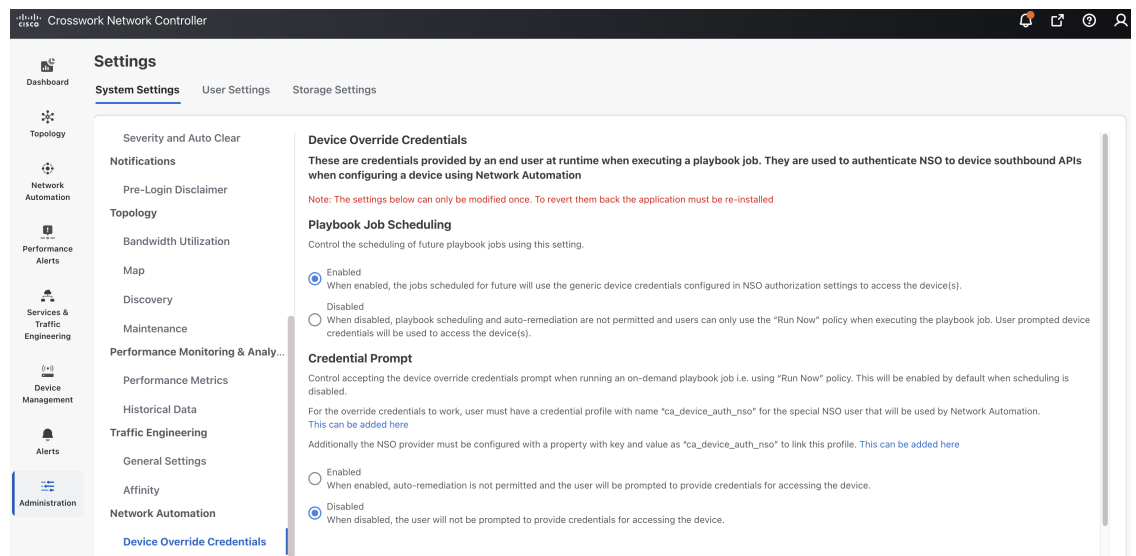 cisco Crosswork Network Controller
Dashboard
Topology
Network
Automation
Performance
Alerts
Services &
Traffic
Engineering
Device
Management
Alerts
Administration
Settings
System Settings User Settings Storage Settings
Severity and Auto Clear
Notifications
Pre-Login Disclaimer
Topology
Bandwidth Utilization
Map
Discovery
Maintenance
Performance Monitoring & Analy...
Performance Metrics
Historical Data
Traffic Engineering
General Settings
Affinity
Network Automation
Device Override Credentials
Device Override Credentials
These are credentials provided by an end user at runtime when executing a playbook job. They are used to authenticate NSO to device southbound APIs
when configuring a device using Network Automation
Note: The settings below can only be modified once. To revert them back the application must be re-installed
Playbook Job Scheduling
Control the scheduling of future playbook jobs using this setting.
Enabled
When enabled, the jobs scheduled for future will use the generic device credentials configured in NSO authorization settings to access the device(s).
Disabled
When disabled, playbook scheduling and auto-remediation are not permitted and users can only use the “Run Now” policy when executing the playbook job. User prompted device
credentials will be used to access the device(s).
Credential Prompt
Control accepting the device override credentials prompt when running an on-demand playbook job i.e. using “Run Now” policy. This will be enabled by default when scheduling is
disabled.
For the override credentials to work, user must have a credential profile with name “ca_device_auth_nso” for the special NSO user that will be used by Network Automation.
This can be added here
Additionally the NSO provider must be configured with a property with key and value as “ca_device_auth_nso” to link this profile. This can be added here
Enabled
When enabled, auto-remediation is not permitted and the user will be prompted to provide credentials for accessing the device.
Disabled
When disabled, the user will not be prompted to provide credentials for accessing the device.